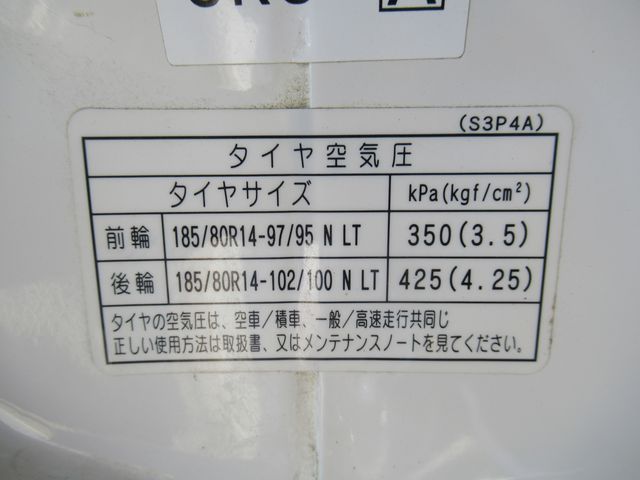 (S3P4A)
タイヤ空気圧
タイヤサイズ kPa(kgf/cm²)
前輪 185/80R14-97/95 N LT 350(3.5)
後輪 185/80R14-102/100 N LT 425(4.25)
タイヤの空気圧は、空車/積車、一般/高速走行共同じ
正しい使用方法は取扱書、又はメンテナンスノートを見てください。